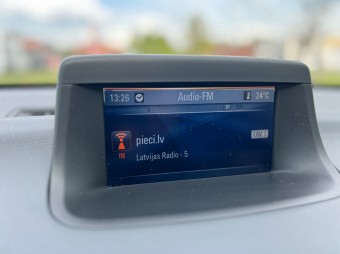 13:26 Audio-FM 24°C
pieci.lv
Latvijas Radio - 5